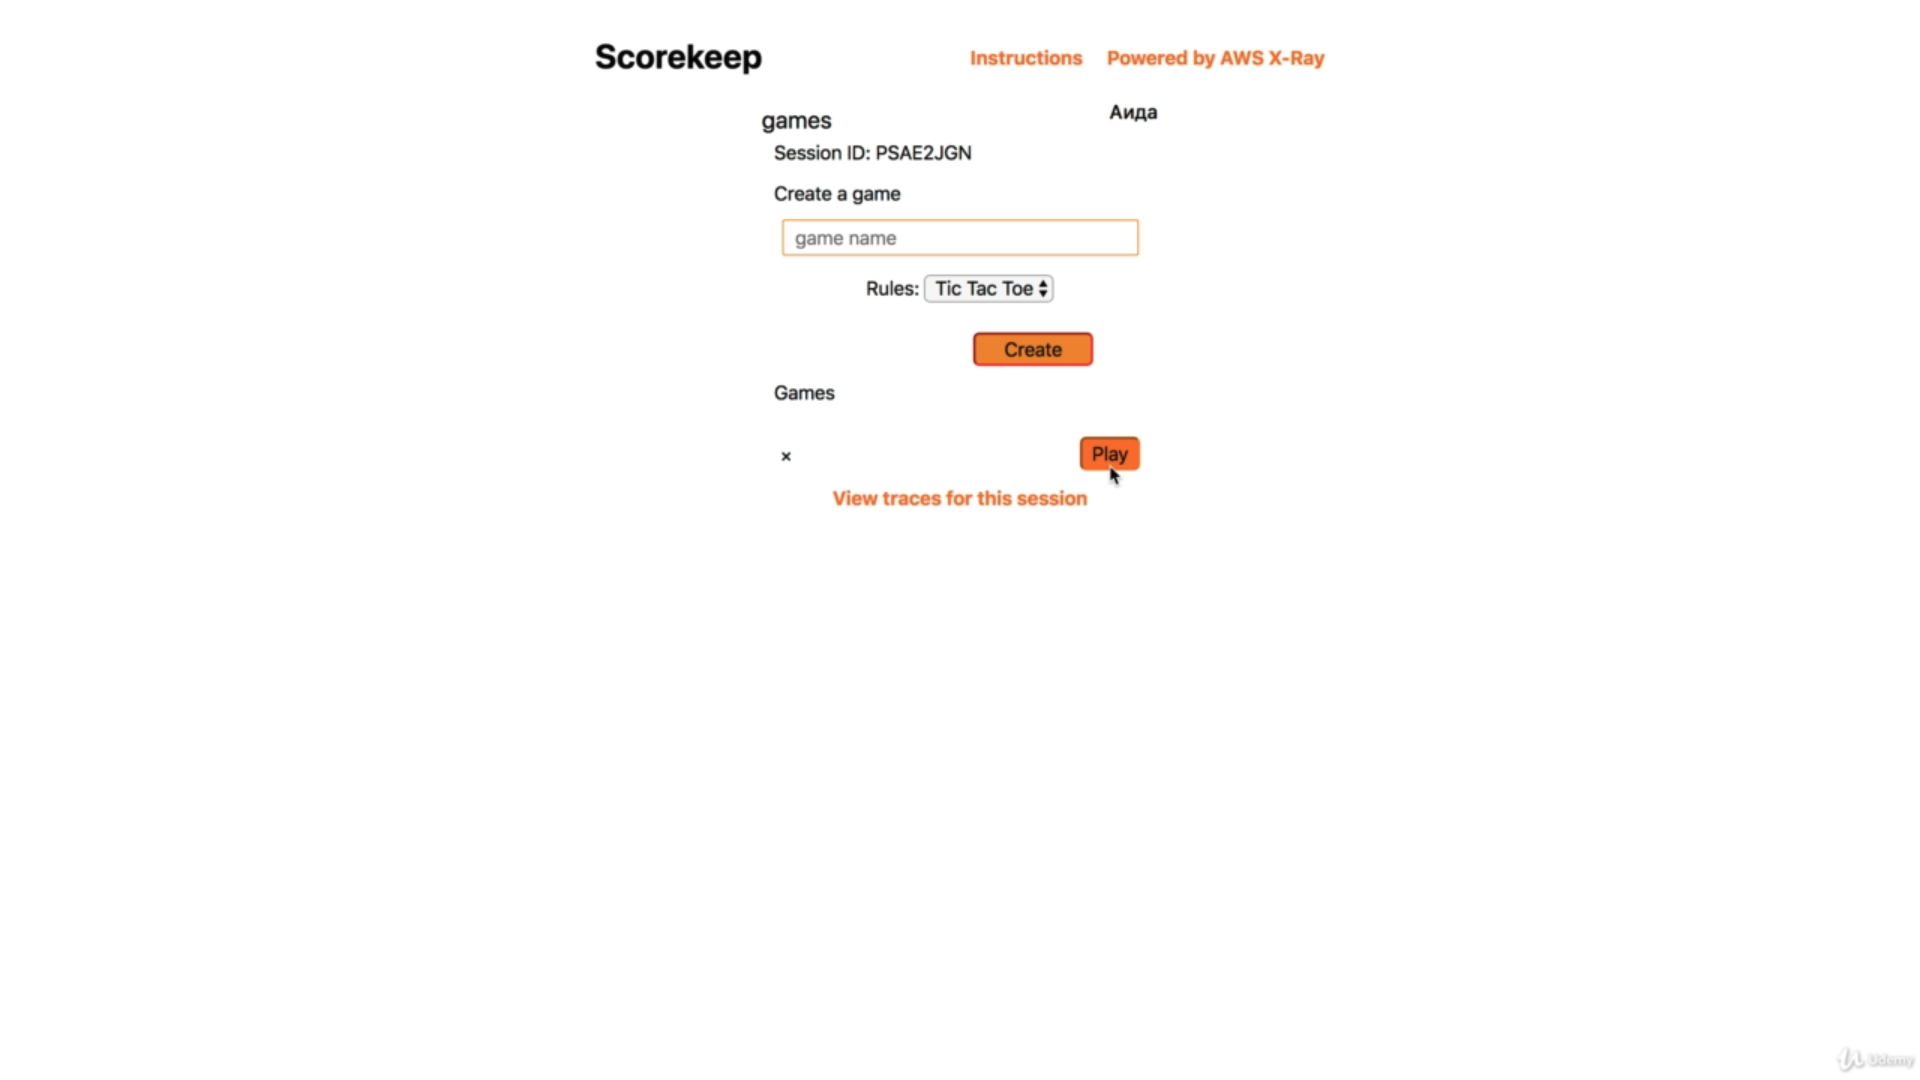 Scorekeep
Instructions
Powered by AWS X-Ray
games
Аида
Session ID: PSAE2JGN
Create a game
game name
Rules: Tic Tac Toe
Create
Games
×
Play
View traces for this session
Udemy